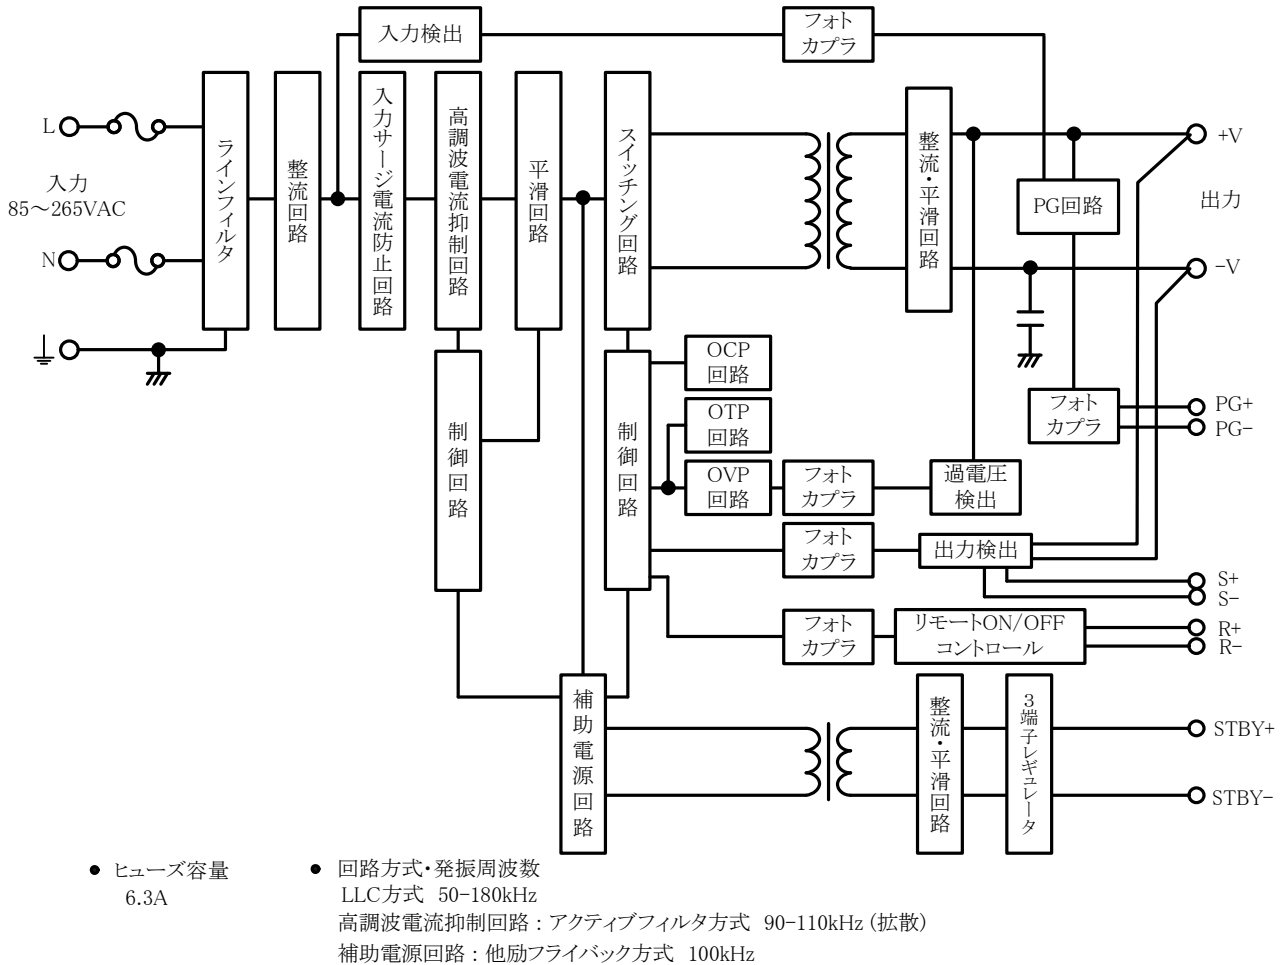 入力検出
フォト
カプラ
L
入力
85～265VAC
N
ラインフィルタ
整流回路
入力サージ電流防止回路
高調波電流抑制回路
平滑回路
スイッチング回路
整流・平滑回路
+V
PG回路
出力
-V
制御回路
制御回路
OCP
回路
OTP
回路
OVP
回路
フォト
カプラ
過電圧
検出
フォト
カプラ
PG+
PG-
フォト
カプラ
出力検出
S+
S-
フォト
カプラ
リモートON/OFF
コントロール
R+
R-
補助電源回路
整流・平滑回路
3端子レギュレータ
STBY+
STBY-
● ヒューズ容量
6.3A
● 回路方式・発振周波数
LLC方式 50-180kHz
高調波電流抑制回路：アクティブフィルタ方式 90-110kHz (拡散)
補助電源回路：他励フライバック方式 100kHz